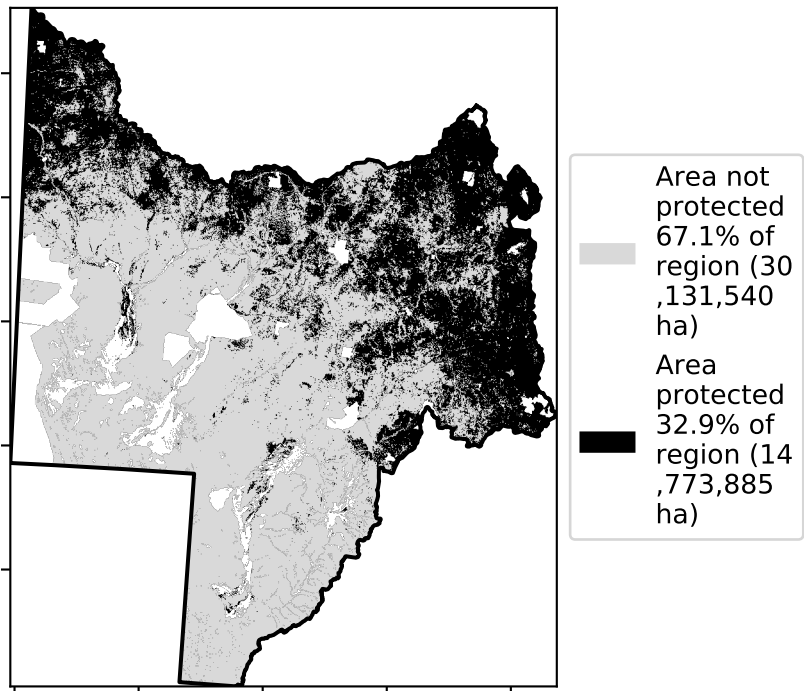 Area not
protected
67.1% of
region (30
,131,540
ha)
Area
protected
32.9% of
region (14
,773,885
ha)